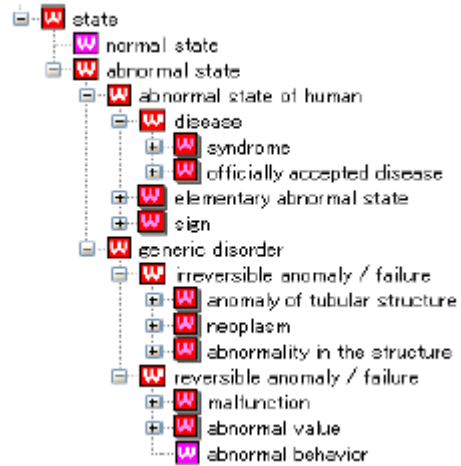 state
normal state
abnormal state
abnormal state of human
disease
syndrome
officially accepted disease
elementary abnormal state
sign
generic disorder
irreversible anomaly / failure
anomaly of tubular structure
neoplasm
abnormality in the structure
reversible anomaly / failure
malfunction
abnormal value
abnormal behavior